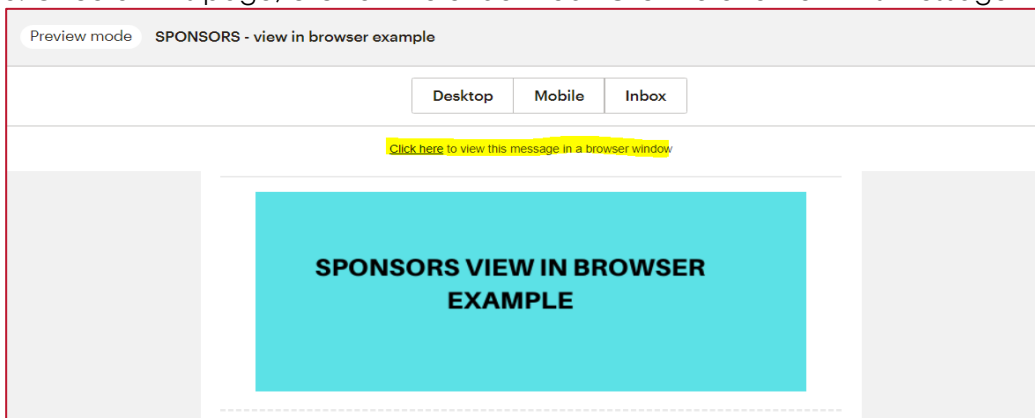 Preview mode SPONSORS - view in browser example
Desktop Mobile Inbox
Click here to view this message in a browser window
SPONSORS VIEW IN BROWSER
EXAMPLE